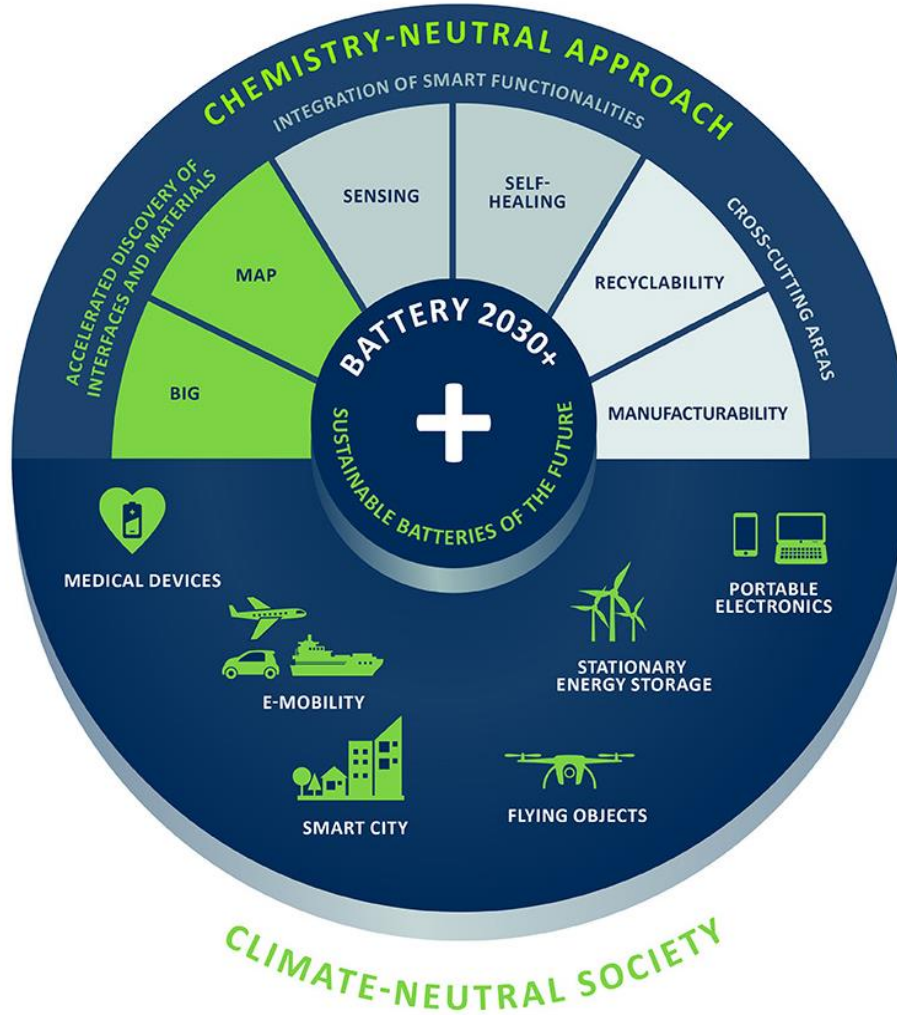 CHEMISTRY-NEUTRAL APPROACH
INTEGRATION OF SMART FUNCTIONALITIES
ACCELERATED DISCOVERY OF
INTERFACES AND MATERIALS
CROSS-CUTTING AREAS
BIG
MAP
SENSING
SELF-
HEALING
RECYCLABILITY
MANUFACTURABILITY
BATTERY 2030+
SUSTAINABLE BATTERIES OF THE FUTURE
MEDICAL DEVICES
E-MOBILITY
SMART CITY
FLYING OBJECTS
STATIONARY
ENERGY STORAGE
PORTABLE
ELECTRONICS
CLIMATE-NEUTRAL SOCIETY